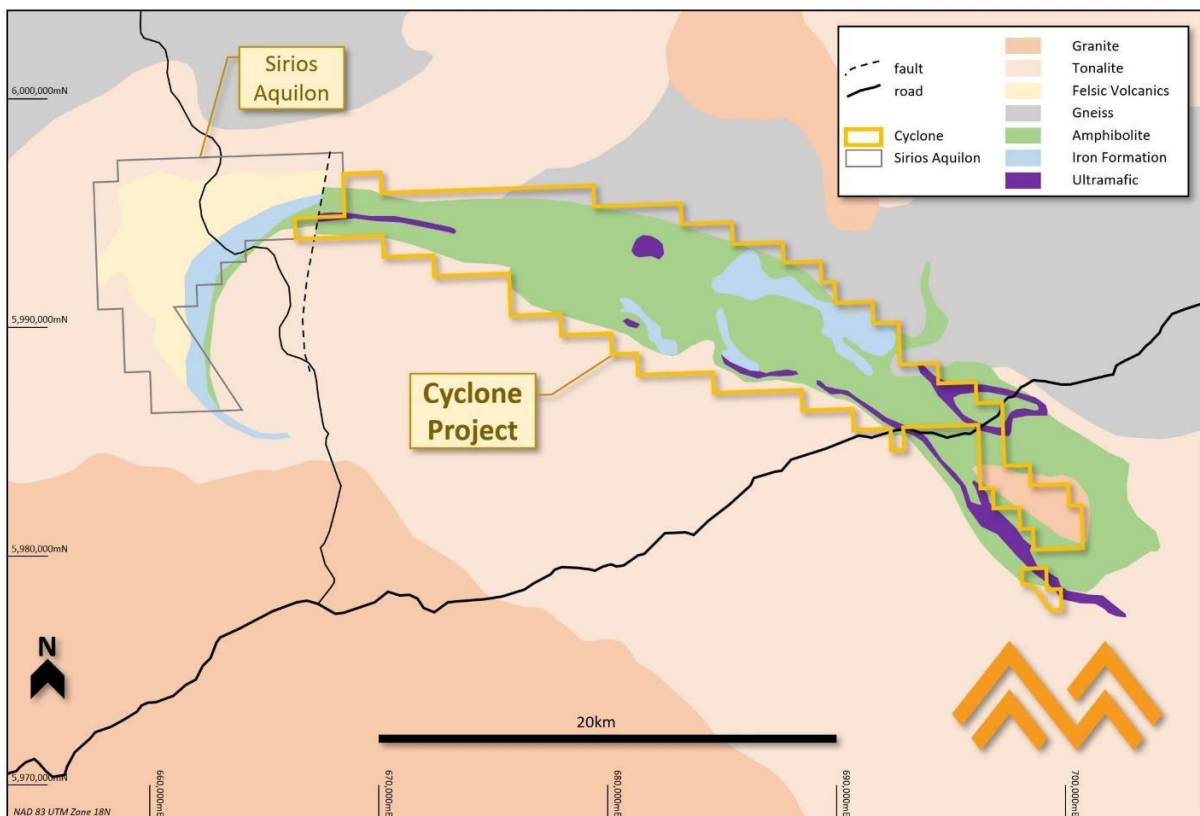 Sirios
Aquilon
6,000,000mN
fault
road
Cyclone
Sirios Aquilon
Granite
Tonalite
Felsic Volcanics
Gneiss
Amphibolite
Iron Formation
Ultramafic
5,990,000mN
Cyclone
Project
5,980,000mN
N
20km
5,970,000mN
660,000mE
670,000mE
680,000mE
690,000mE
700,000mE
NAD 83 UTM Zone 18N